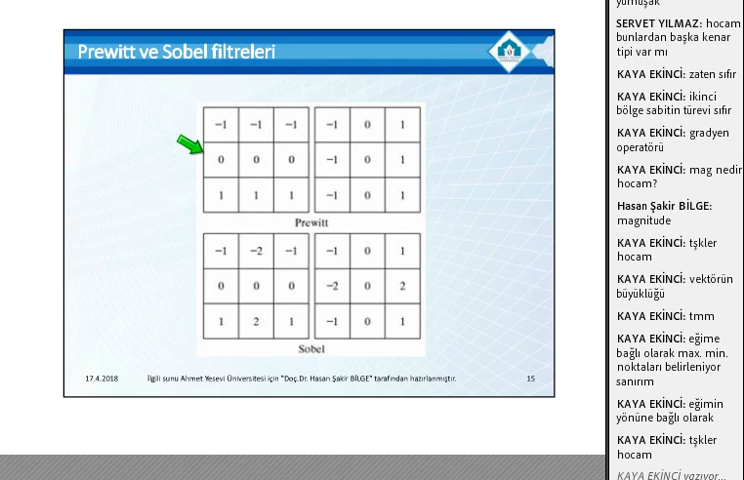 Prewitt ve Sobel filtreleri
-1 -1 -1 -1 0 1
0 0 0 -1 0 1
1 1 1 -1 0 1
Prewitt
-1 -2 -1 -1 0 1
0 0 0 -2 0 2
1 2 1 -1 0 1
Sobel
17.4.2018 İlgili sunu Ahmet Yesevi Üniversitesi için "Doç.Dr. Hasan Şakir BİLGE" tarafından hazırlanmıştır. 15
yumuşak
SERVET YILMAZ: hocam
bunlardan başka kenar
tipi var mı
KAYA EKİNCİ: zaten sıfır
KAYA EKİNCİ: ikinci
bölge sabitin türevi sıfır
KAYA EKİNCİ: gradyen
operatörü
KAYA EKİNCİ: mag nedir
hocam?
Hasan Şakir BİLGE:
magnitude
KAYA EKİNCİ: tşkler
hocam
KAYA EKİNCİ: vektörün
büyüklüğü
KAYA EKİNCİ: tmm
KAYA EKİNCİ: eğime
bağlı olarak max. min.
noktaları belirleniyor
sanırım
KAYA EKİNCİ: eğimin
yönüne bağlı olarak
KAYA EKİNCİ: tşkler
hocam
KAYA EKİNCİ yazıyor...